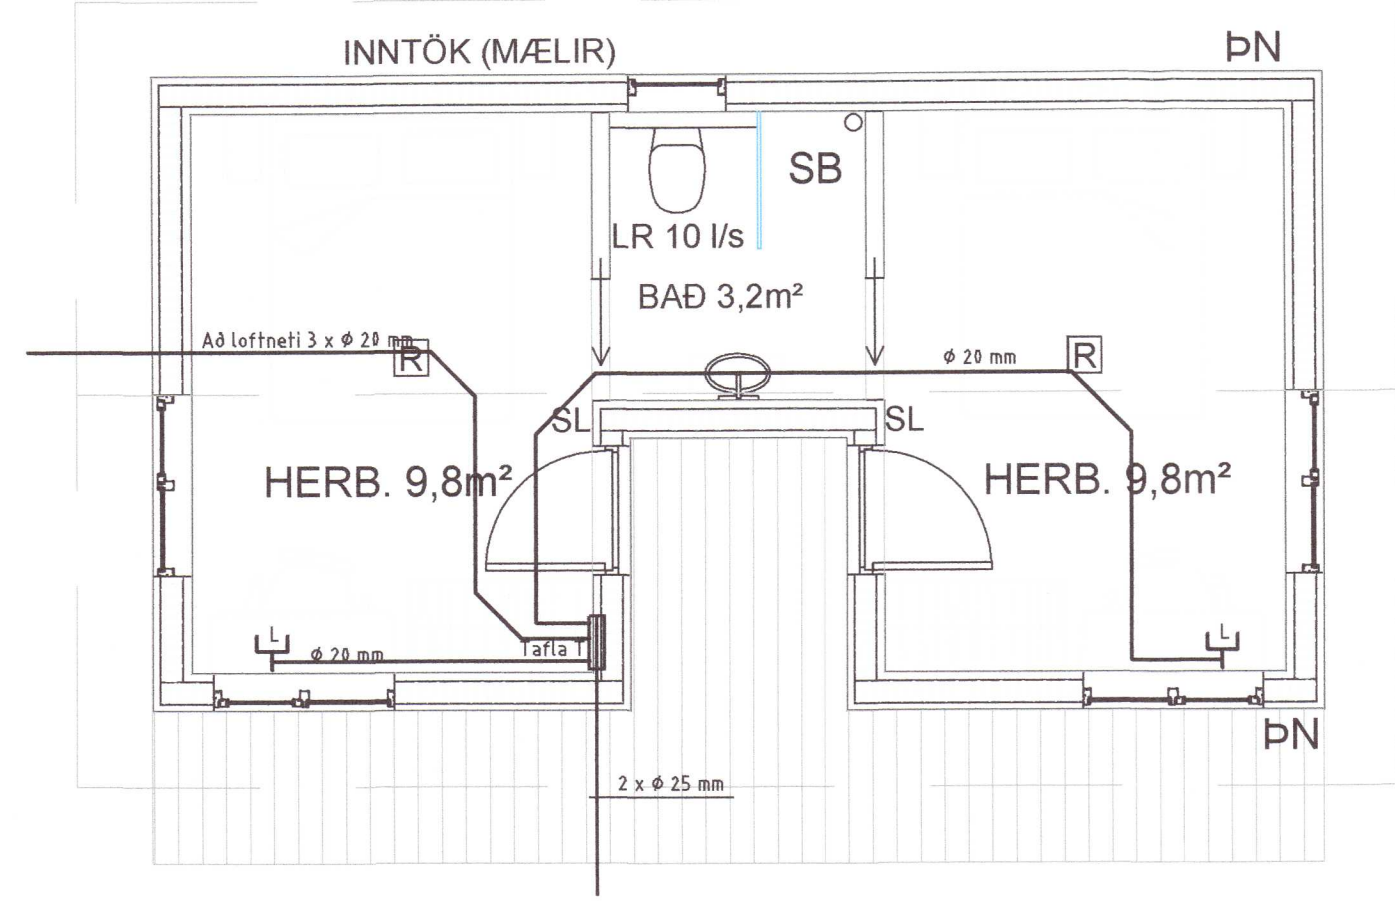 INNTÖK (MÆLIR)
ÞN
SB
LR 10 l/s
BAÐ 3,2m²
Að loftneti 3 x Ø 20 mm
R
Ø 20 mm
R
SL
SL
HERB. 9,8m²
HERB. 9,8m²
L
Ø 20 mm
Tafla T
L
ÞN
2 x Ø 25 mm